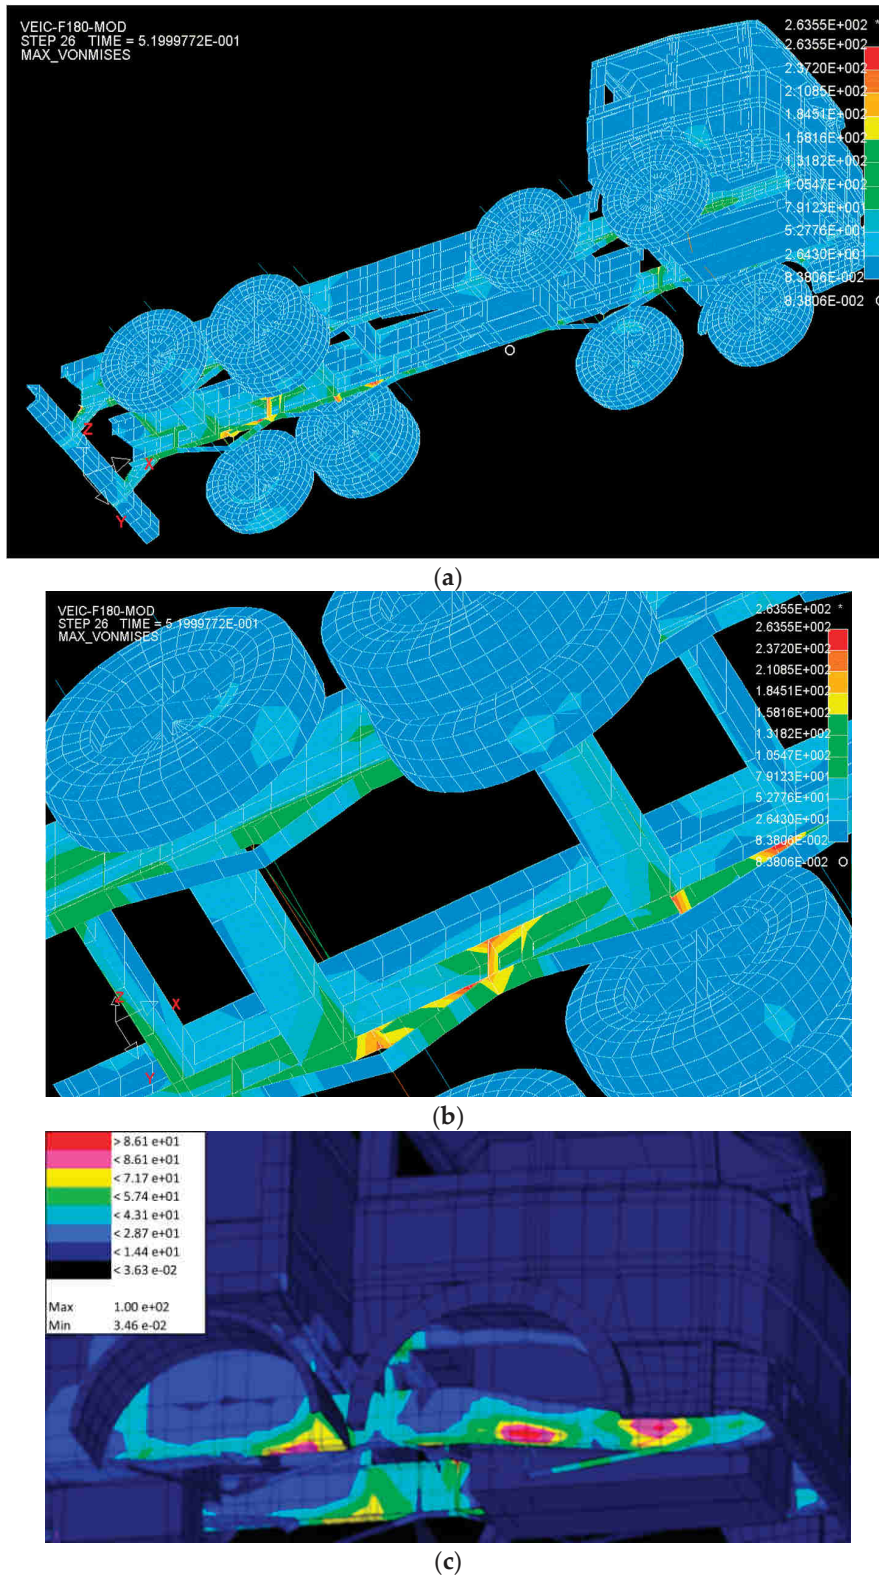 VEIC-F180-MOD
STEP 26 TIME = 5.1999772E-001
MAX_VONMISES
2.6355E+002 *
2.6355E+002
2.3720E+002
2.1085E+002
1.8451E+002
1.5816E+002
1.3182E+002
1.0547E+002
7.9123E+001
5.2776E+001
2.6430E+001
8.3806E-002
8.3806E-002 O
O
Z
X
Y
(a)
VEIC-F180-MOD
STEP 26 TIME = 5.1999772E-001
MAX_VONMISES
2.6355E+002 *
2.6355E+002
2.3720E+002
2.1085E+002
1.8451E+002
1.5816E+002
1.3182E+002
1.0547E+002
7.9123E+001
5.2776E+001
2.6430E+001
8.3806E-002
8.3806E-002 O
Z
X
Y
(b)
> 8.61 e+01
< 8.61 e+01
< 7.17 e+01
< 5.74 e+01
< 4.31 e+01
< 2.87 e+01
< 1.44 e+01
< 3.63 e-02
Max 1.00 e+02
Min 3.46 e-02
(c)